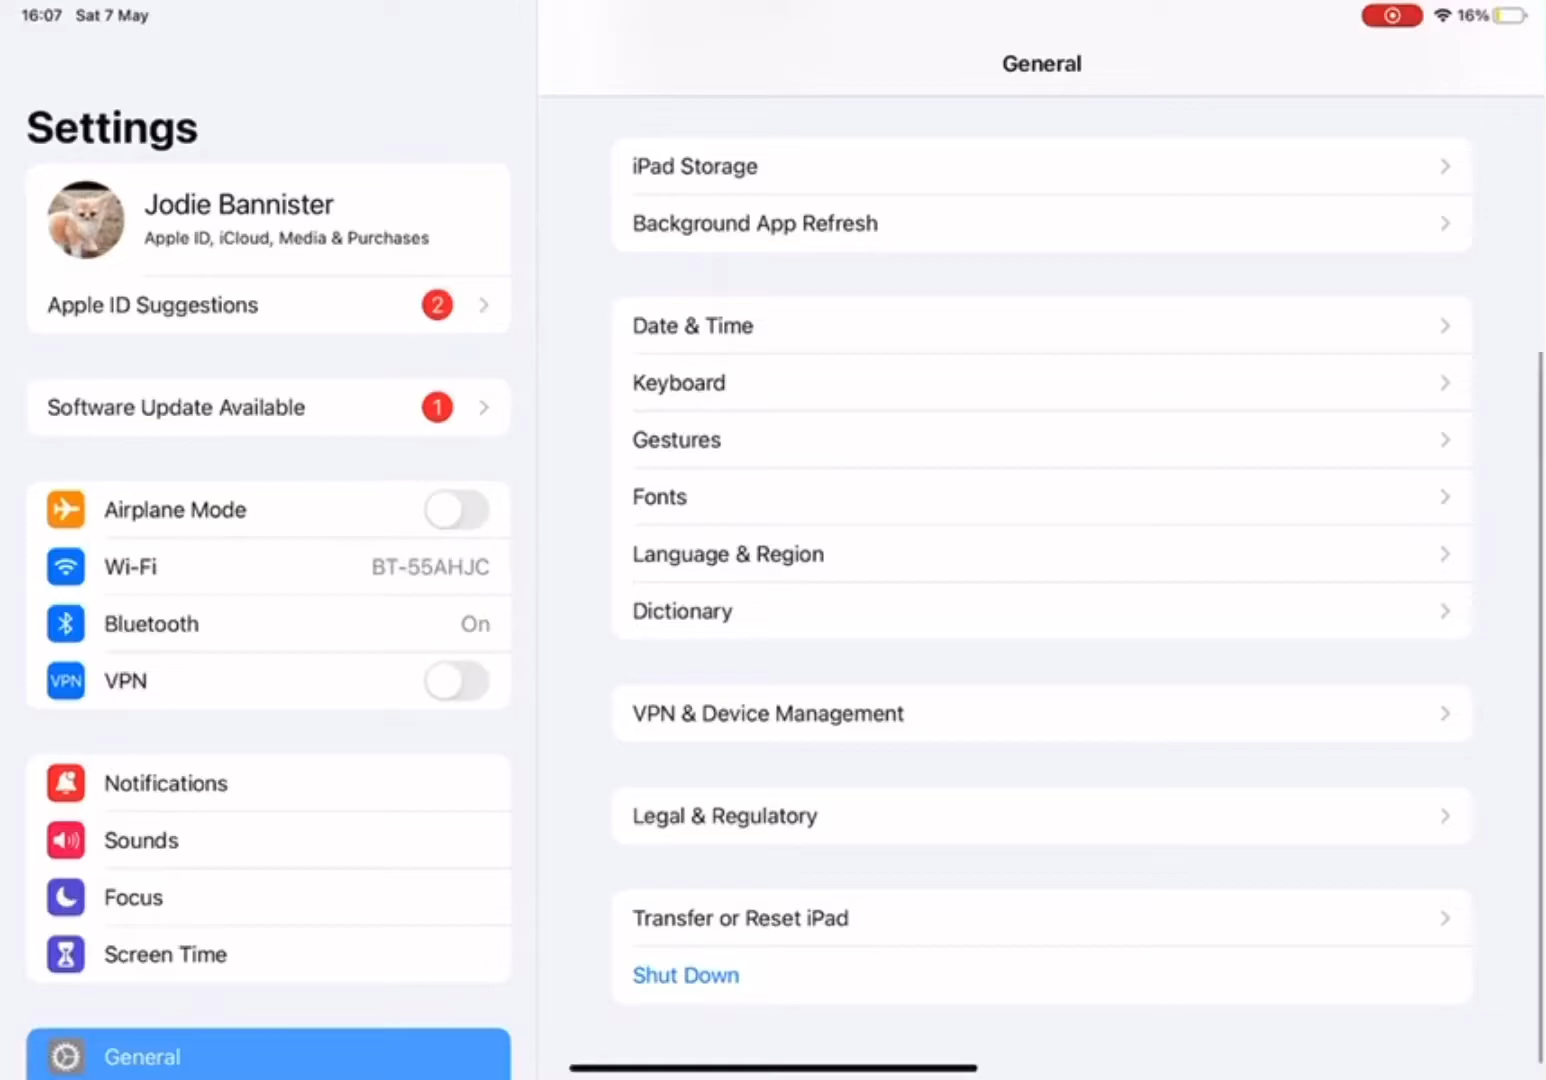 16:07 Sat 7 May
16%
Settings
Jodie Bannister
Apple ID, iCloud, Media & Purchases
Apple ID Suggestions 2
Software Update Available 1
Airplane Mode
Wi-Fi BT-55AHJC
Bluetooth On
VPN VPN
Notifications
Sounds
Focus
Screen Time
General
General
iPad Storage
Background App Refresh
Date & Time
Keyboard
Gestures
Fonts
Language & Region
Dictionary
VPN & Device Management
Legal & Regulatory
Transfer or Reset iPad
Shut Down